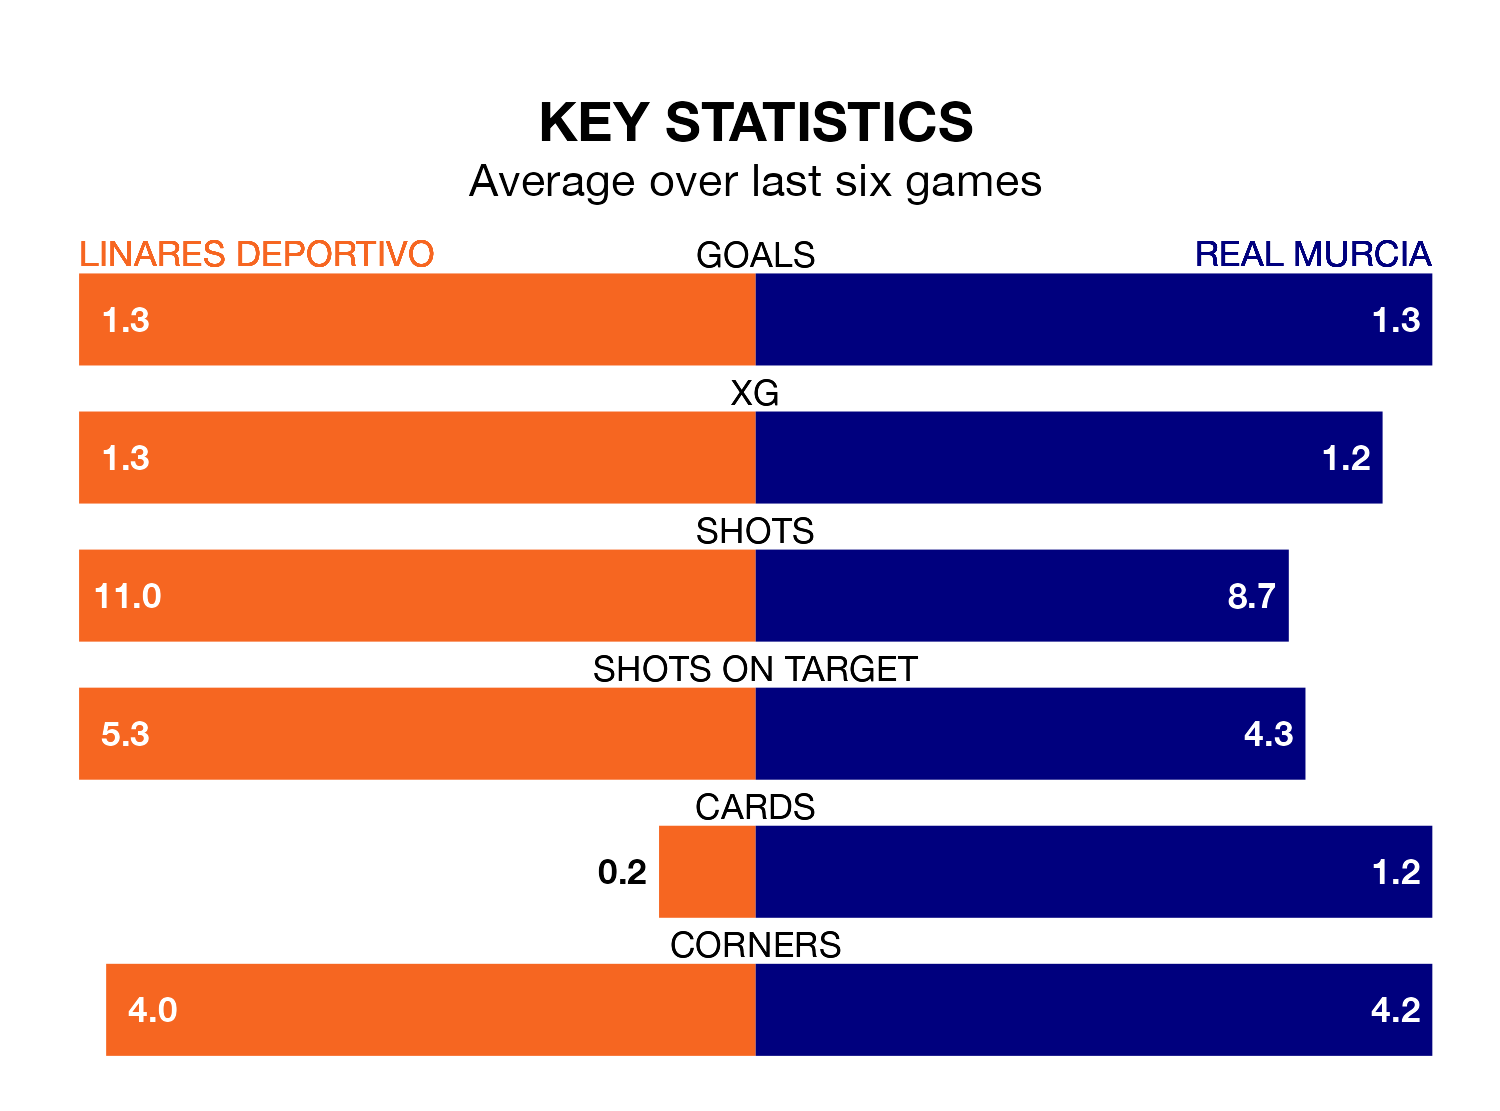 KEY STATISTICS
Average over last six games
LINARES DEPORTIVO GOALS REAL MURCIA
1.3 1.3
XG
1.3 1.2
SHOTS
11.0 8.7
SHOTS ON TARGET
5.3 4.3
CARDS
0.2 1.2
CORNERS
4.0 4.2